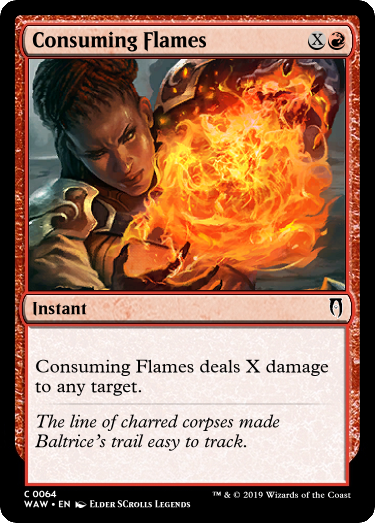 Consuming Flames X
Instant
Consuming Flames deals X damage
to any target.
The line of charred corpses made
Baltrice's trail easy to track.
C 0064
WAW • EN Elder SCrolls Legends
™ & © 2019 Wizards of the Coast